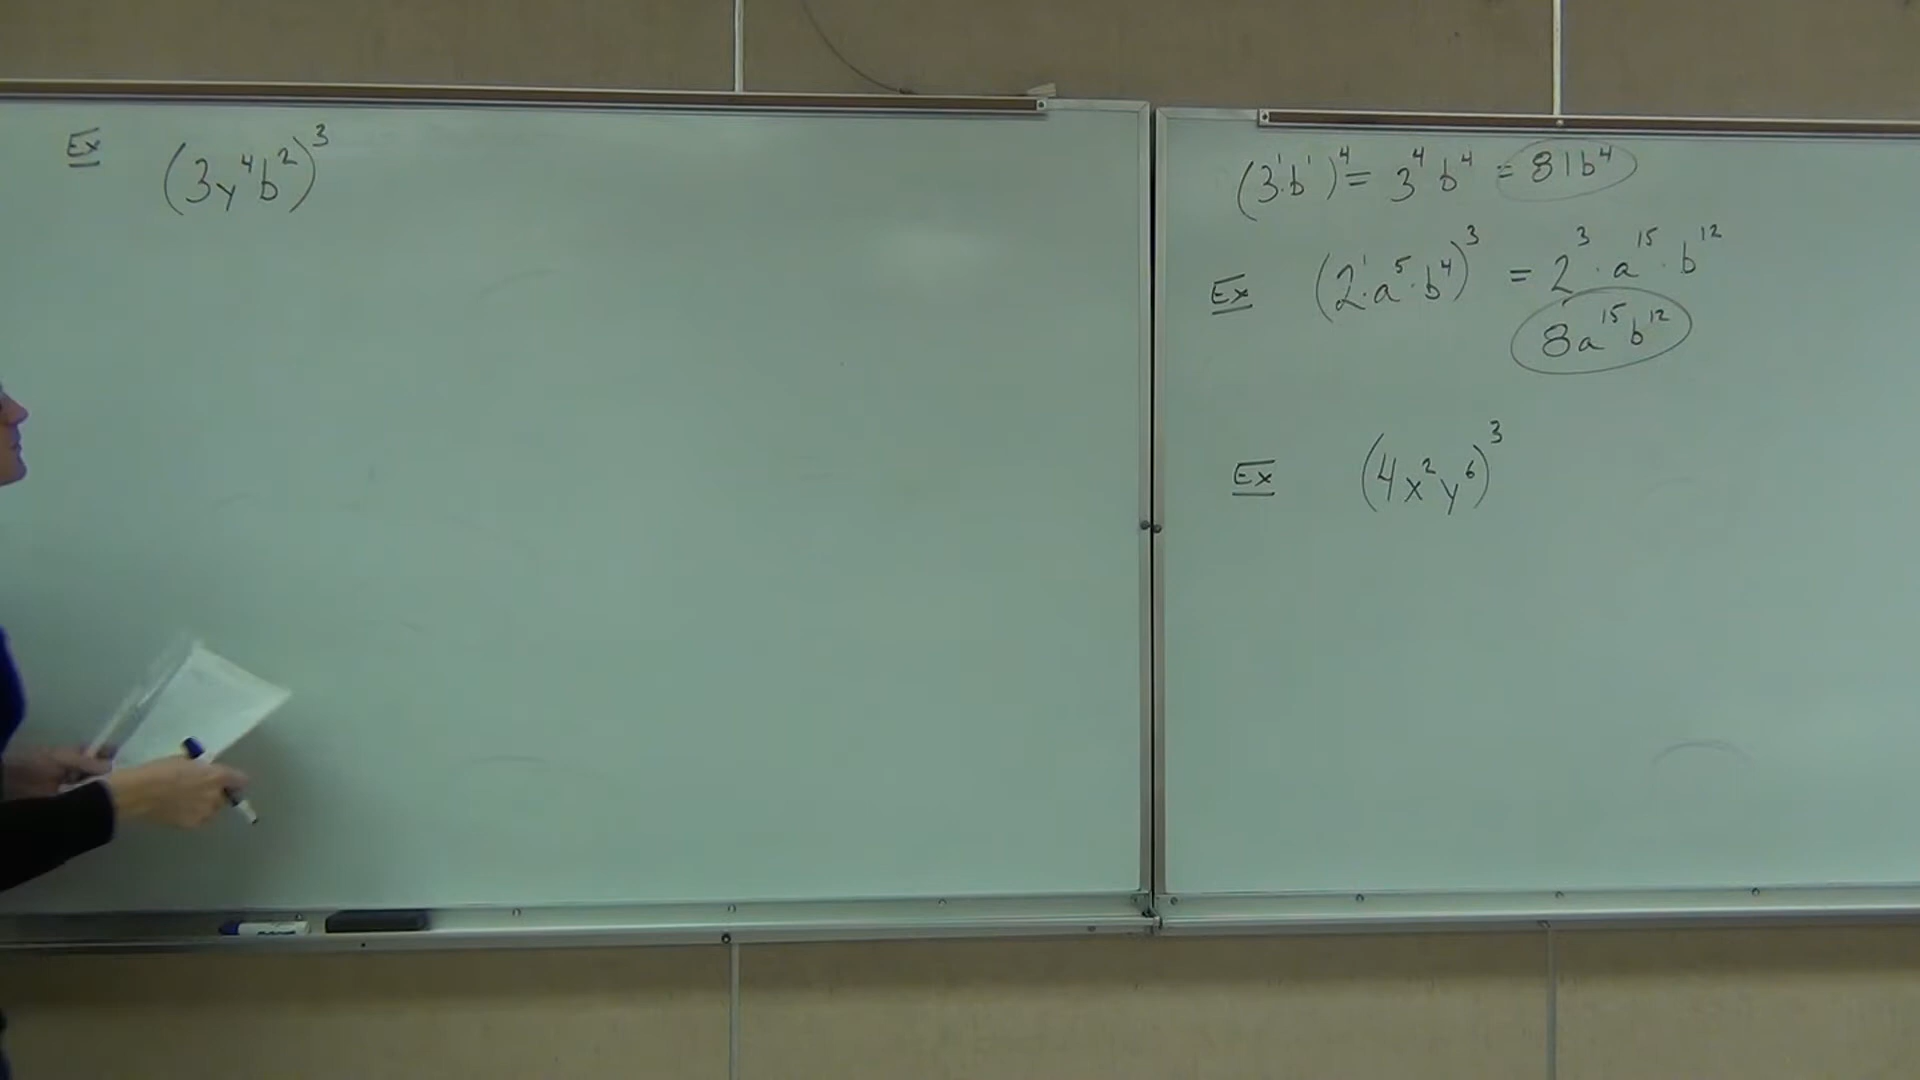 Ex (3y⁴b²)³
(3¹·b¹)⁴ = 3⁴ b⁴ = 81b⁴
Ex (2¹·a⁵·b⁴)³ = 2³·a¹⁵·b¹²
8a¹⁵b¹²
Ex (4x²y⁶)³